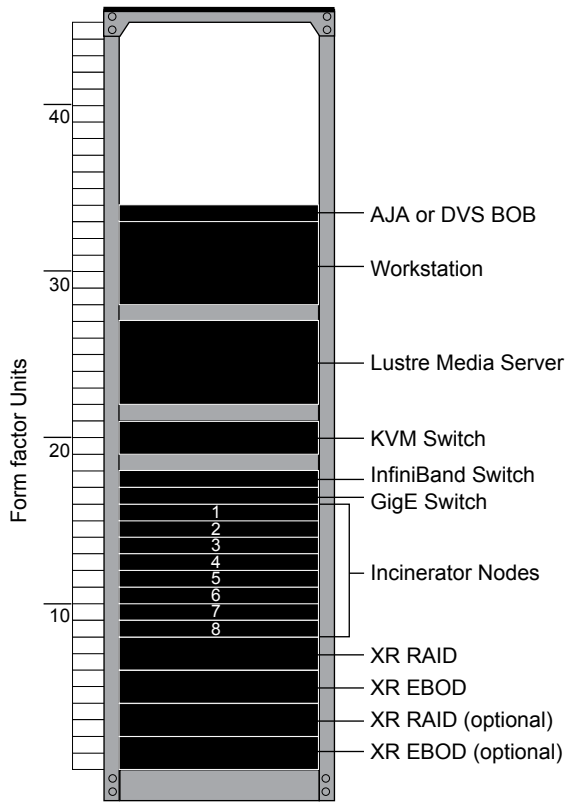 40
30
20
10
Form factor Units
AJA or DVS BOB
Workstation
Lustre Media Server
KVM Switch
InfiniBand Switch
GigE Switch
1
2
3
4
5
6
7
8
Incinerator Nodes
XR RAID
XR EBOD
XR RAID (optional)
XR EBOD (optional)